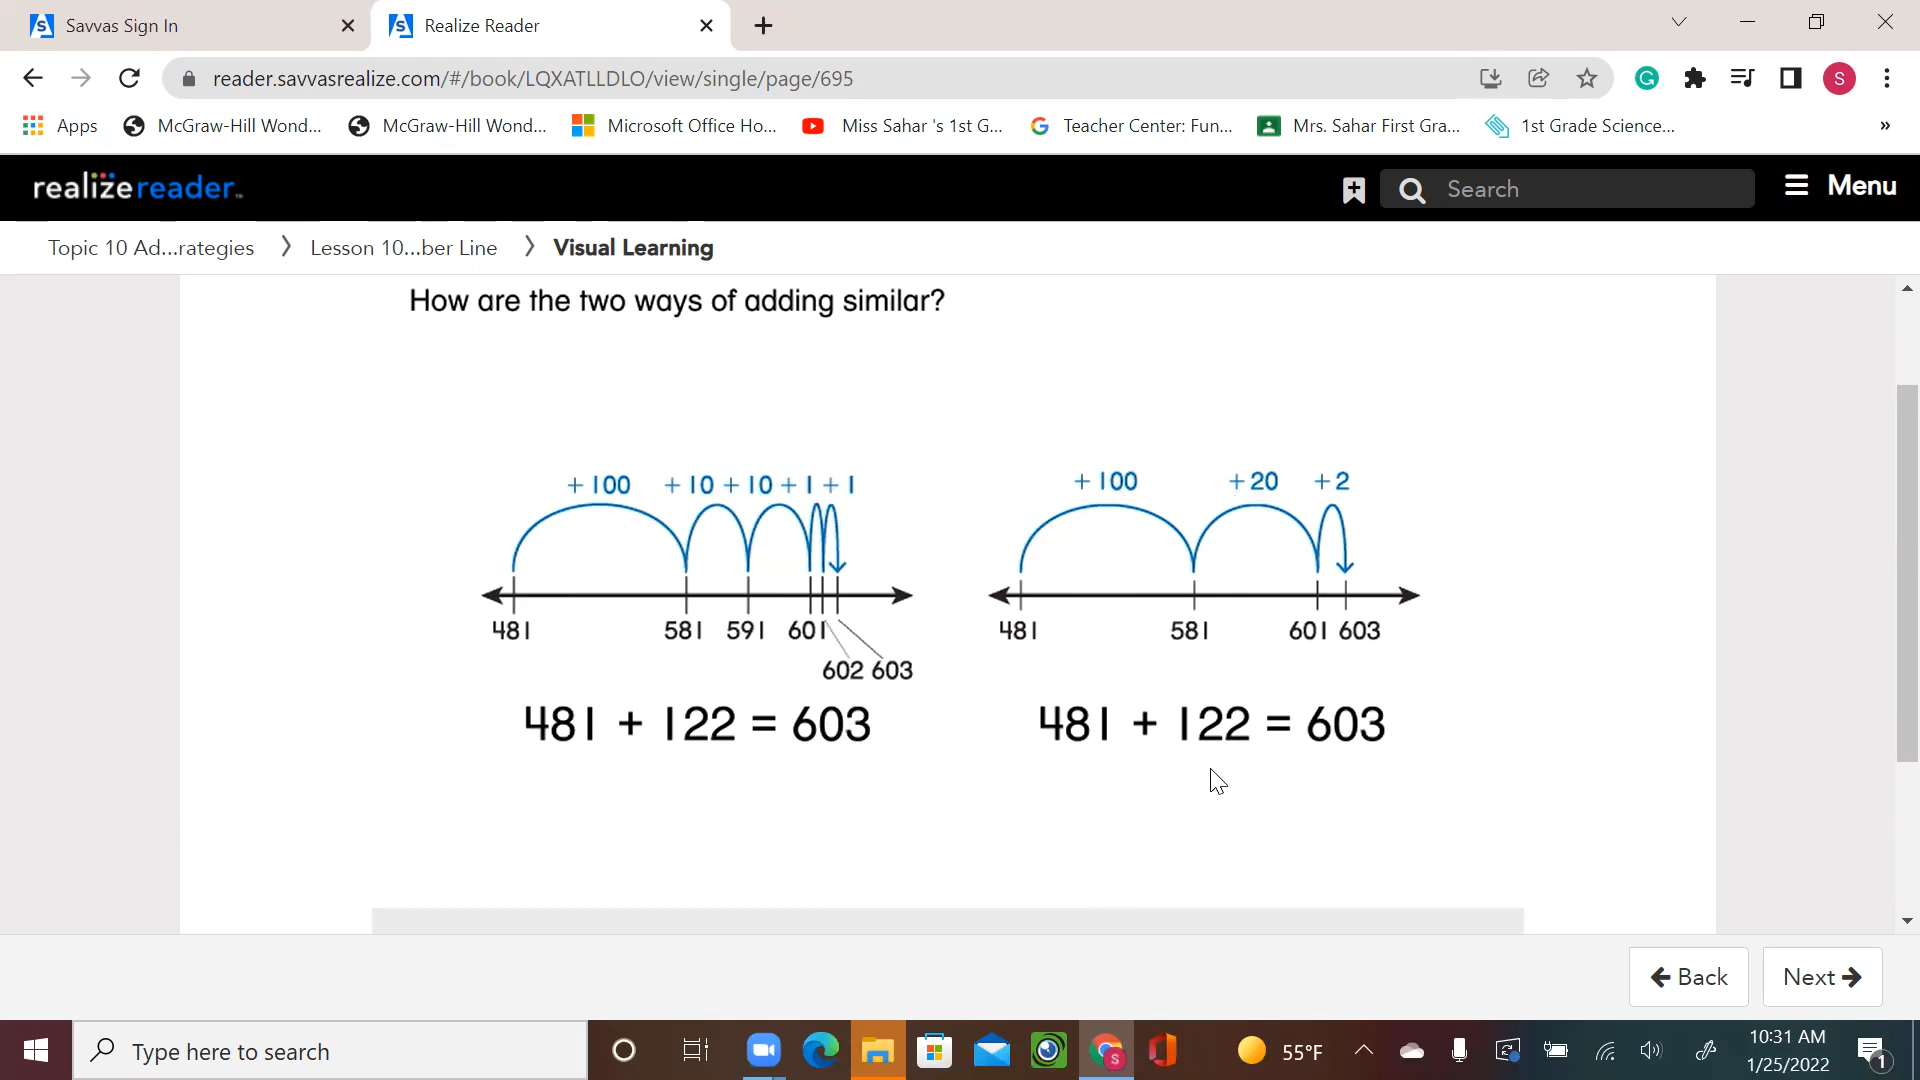 Savvas Sign In
Realize Reader
reader.savvasrealize.com/#/book/LQXATLLDLO/view/single/page/695
S
Apps
McGraw-Hill Wond...
McGraw-Hill Wond...
Microsoft Office Ho...
Miss Sahar 's 1st G...
Teacher Center: Fun...
Mrs. Sahar First Gra...
1st Grade Science...
»
realizereader™
Search
Menu
Topic 10 Ad...rategies > Lesson 10...ber Line > Visual Learning
How are the two ways of adding similar?
+100 +10 +10 +1 +1
481 581 591 601
602 603
481 + 122 = 603
+100 +20 +2
481 581 601 603
481 + 122 = 603
Back
Next
Type here to search
55°F
10:31 AM
1/25/2022
1